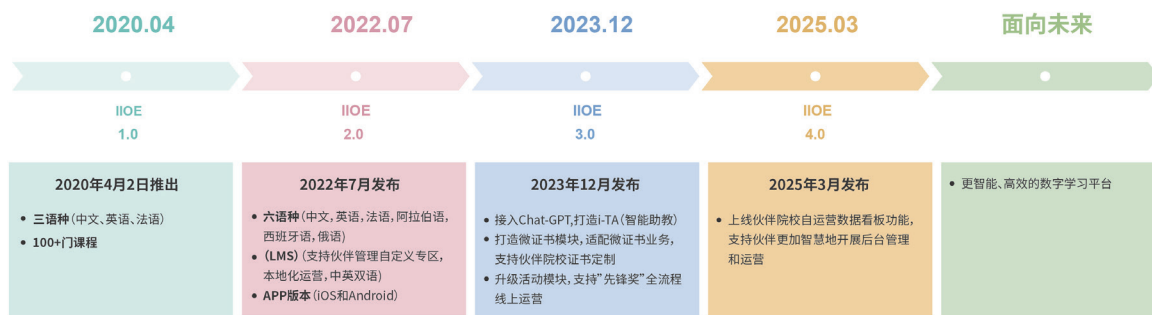 2020.04
2022.07
2023.12
2025.03
面向未来
IIOE
1.0
IIOE
2.0
IIOE
3.0
IIOE
4.0
2020年4月2日推出
• 三语种(中文、英语、法语)
• 100+门课程
2022年7月发布
• 六语种(中文,英语,法语,阿拉伯语,
西班牙语,俄语)
• (LMS)(支持伙伴管理自定义专区,
本地化运营,中英双语)
• APP版本(iOS和Android)
2023年12月发布
• 接入Chat-GPT,打造i-TA(智能助教)
• 打造微证书模块,适配微证书业务,
支持伙伴院校证书定制
• 升级活动模块,支持”先锋奖”全流程
线上运营
2025年3月发布
• 上线伙伴院校自运营数据看板功能,
支持伙伴更加智慧地开展后台管理
和运营
• 更智能、高效的数字学习平台